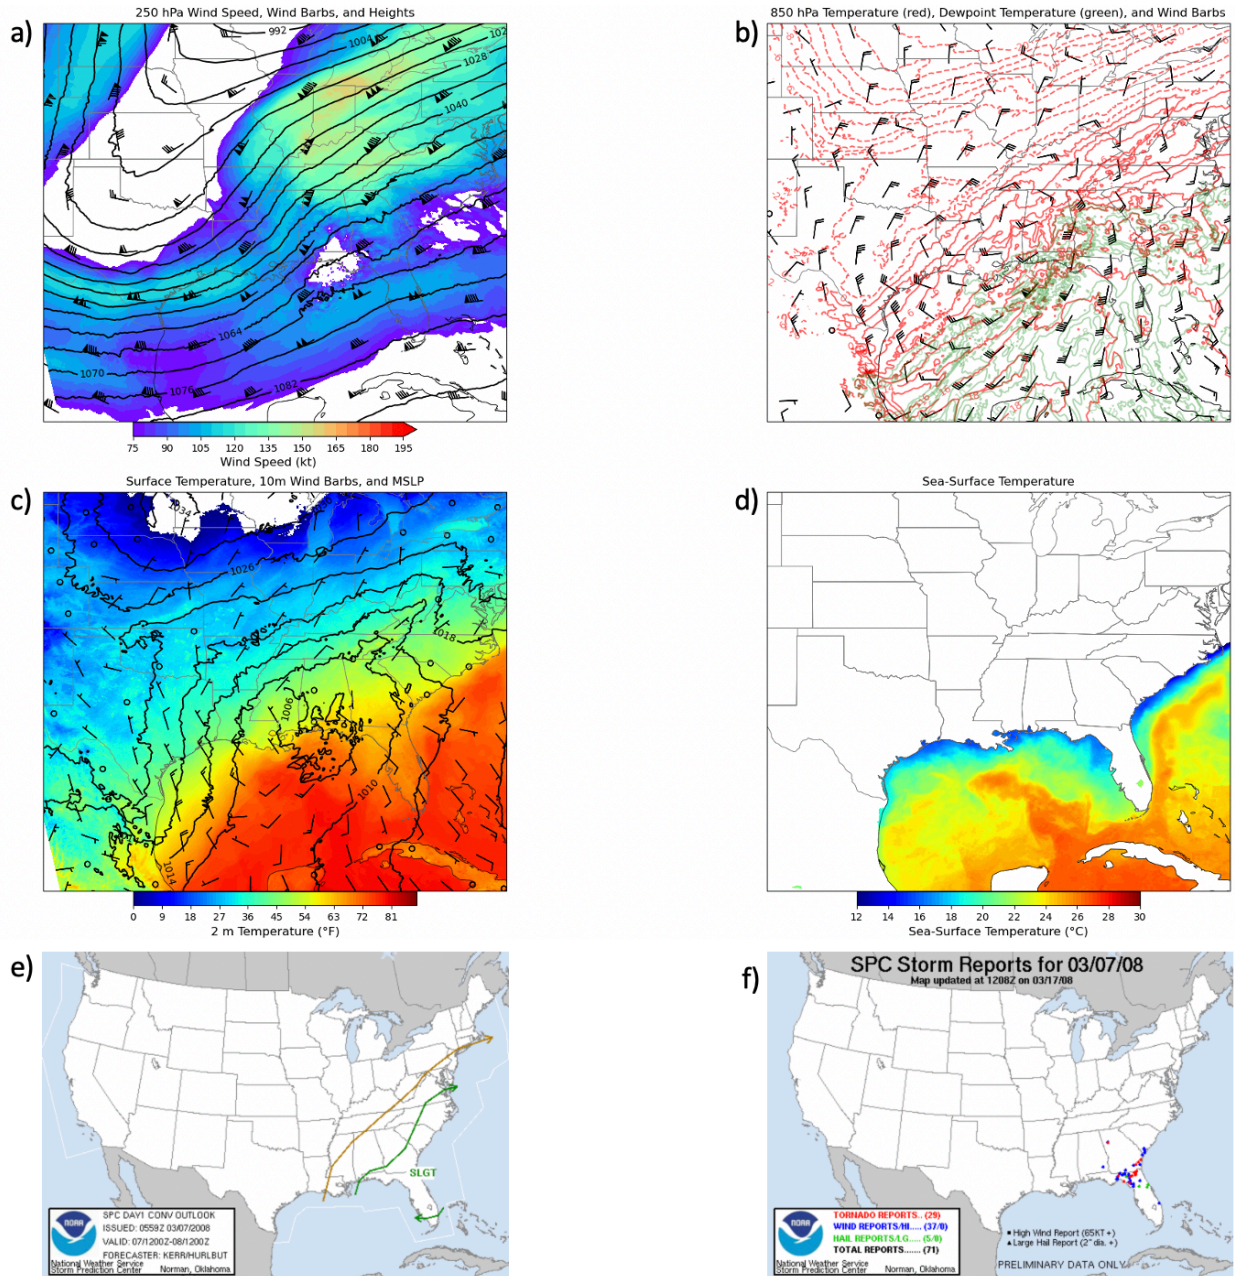 a)
250 hPa Wind Speed, Wind Barbs, and Heights
992
1004
1028
1040
1064
1070
1076
1082
75 90 105 120 135 150 165 180 195
Wind Speed (kt)
b)
850 hPa Temperature (red), Dewpoint Temperature (green), and Wind Barbs
c)
Surface Temperature, 10m Wind Barbs, and MSLP
1034
1026
1018
1006
1010
1014
0 9 18 27 36 45 54 63 72 81
2 m Temperature (°F)
d)
Sea-Surface Temperature
12 14 16 18 20 22 24 26 28 30
Sea-Surface Temperature (°C)
e)
SLGT
NOAA
SPC DAY1 CONV OUTLOOK
ISSUED: 0559Z 03/07/2008
VALID: 07/1200Z-08/1200Z
FORECASTER: KERR/HURLBUT
National Weather Service
Storm Prediction Center Norman, Oklahoma
f)
SPC Storm Reports for 03/07/08
Map updated at 1208Z on 03/17/08
NOAA
TORNADO REPORTS.. (29)
WIND REPORTS/HI..... (37/0)
HAIL REPORTS/LG..... (5/0)
TOTAL REPORTS....... (71)
National Weather Service
Storm Prediction Center Norman, Oklahoma
High Wind Report (65KT +)
Large Hail Report (2" dia. +)
PRELIMINARY DATA ONLY